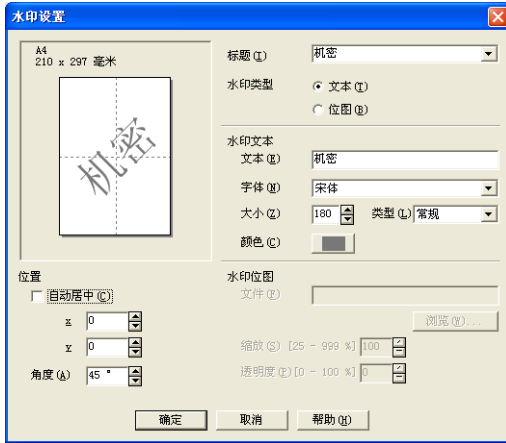 水印设置
A4
210 x 297 毫米
机密
标题(I) 机密
水印类型 文本(T)
位图(B)
水印文本
文本(E) 机密
字体(N) 宋体
大小(Z) 180 类型(L) 常规
颜色(C)
位置
自动居中(C)
X 0
Y 0
角度(A) 45 °
水印位图
文件(F)
浏览(W)...
缩放(S) [25 - 999 %] 100
透明度(P)[0 - 100 %] 0
确定 取消 帮助(H)